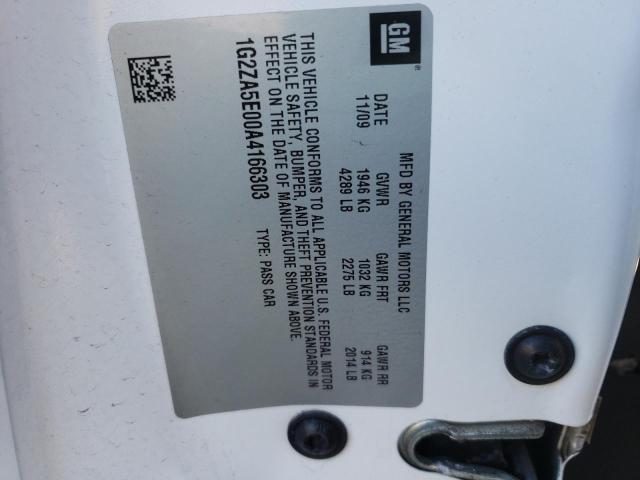 GM
MFD BY GENERAL MOTORS LLC
DATE GVWR GAWR FRT GAWR RR
11/09 1946 KG 1032 KG 914 KG
4289 LB 2275 LB 2014 LB
THIS VEHICLE CONFORMS TO ALL APPLICABLE U.S. FEDERAL MOTOR
VEHICLE SAFETY, BUMPER, AND THEFT PREVENTION STANDARDS IN
EFFECT ON THE DATE OF MANUFACTURE SHOWN ABOVE.
1G2ZA5E00A4166303 TYPE: PASS CAR